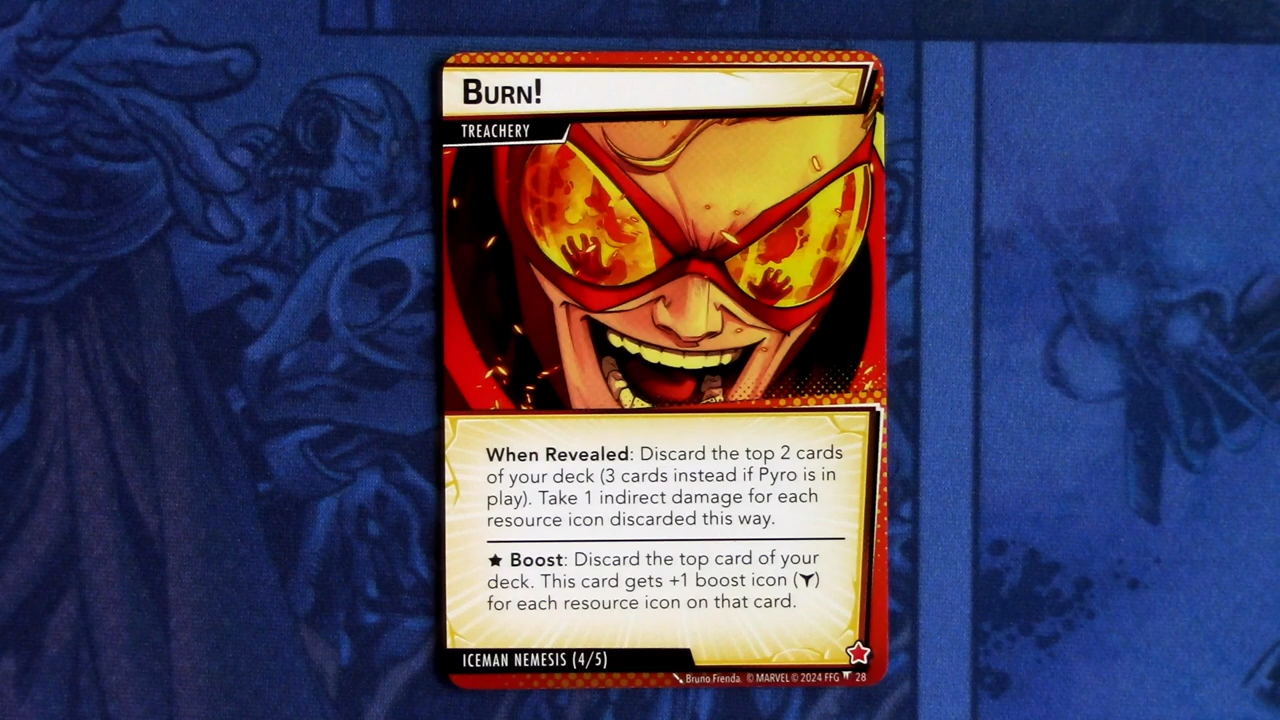 BURN!
TREACHERY
When Revealed: Discard the top 2 cards
of your deck (3 cards instead if Pyro is in
play). Take 1 indirect damage for each
resource icon discarded this way.
★ Boost: Discard the top card of your
deck. This card gets +1 boost icon ( )
for each resource icon on that card.
ICEMAN NEMESIS (4/5)
Bruno Frenda. © MARVEL © 2024 FFG 28